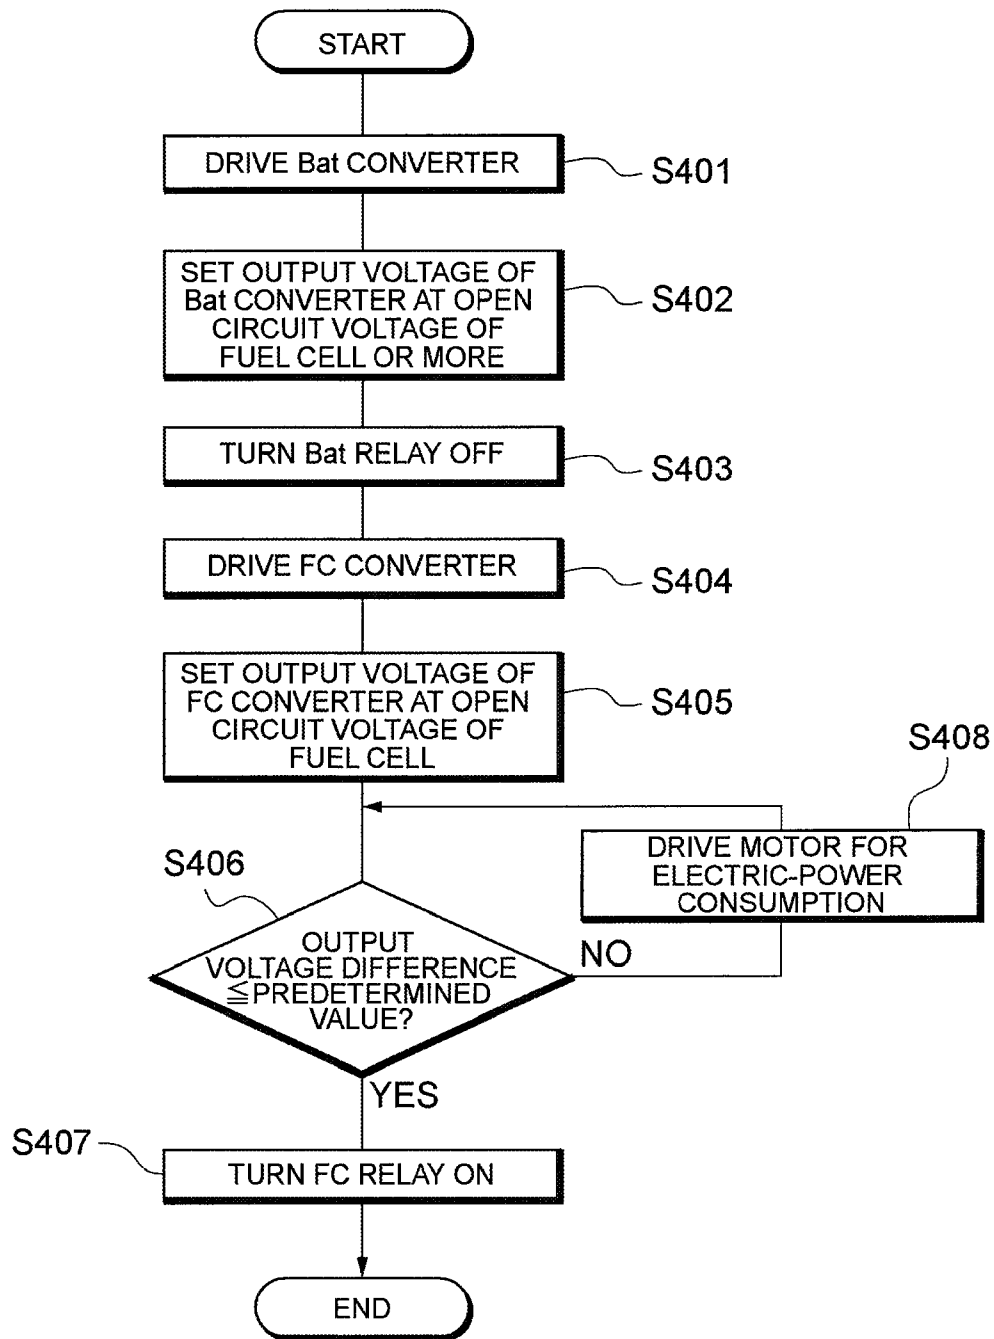 START
DRIVE Bat CONVERTER
S401
SET OUTPUT VOLTAGE OF
Bat CONVERTER AT OPEN
CIRCUIT VOLTAGE OF
FUEL CELL OR MORE
S402
TURN Bat RELAY OFF
S403
DRIVE FC CONVERTER
S404
SET OUTPUT VOLTAGE OF
FC CONVERTER AT OPEN
CIRCUIT VOLTAGE OF
FUEL CELL
S405
S408
DRIVE MOTOR FOR
ELECTRIC-POWER
CONSUMPTION
S406
OUTPUT
VOLTAGE DIFFERENCE
≦PREDETERMINED
VALUE?
NO
YES
S407
TURN FC RELAY ON
END